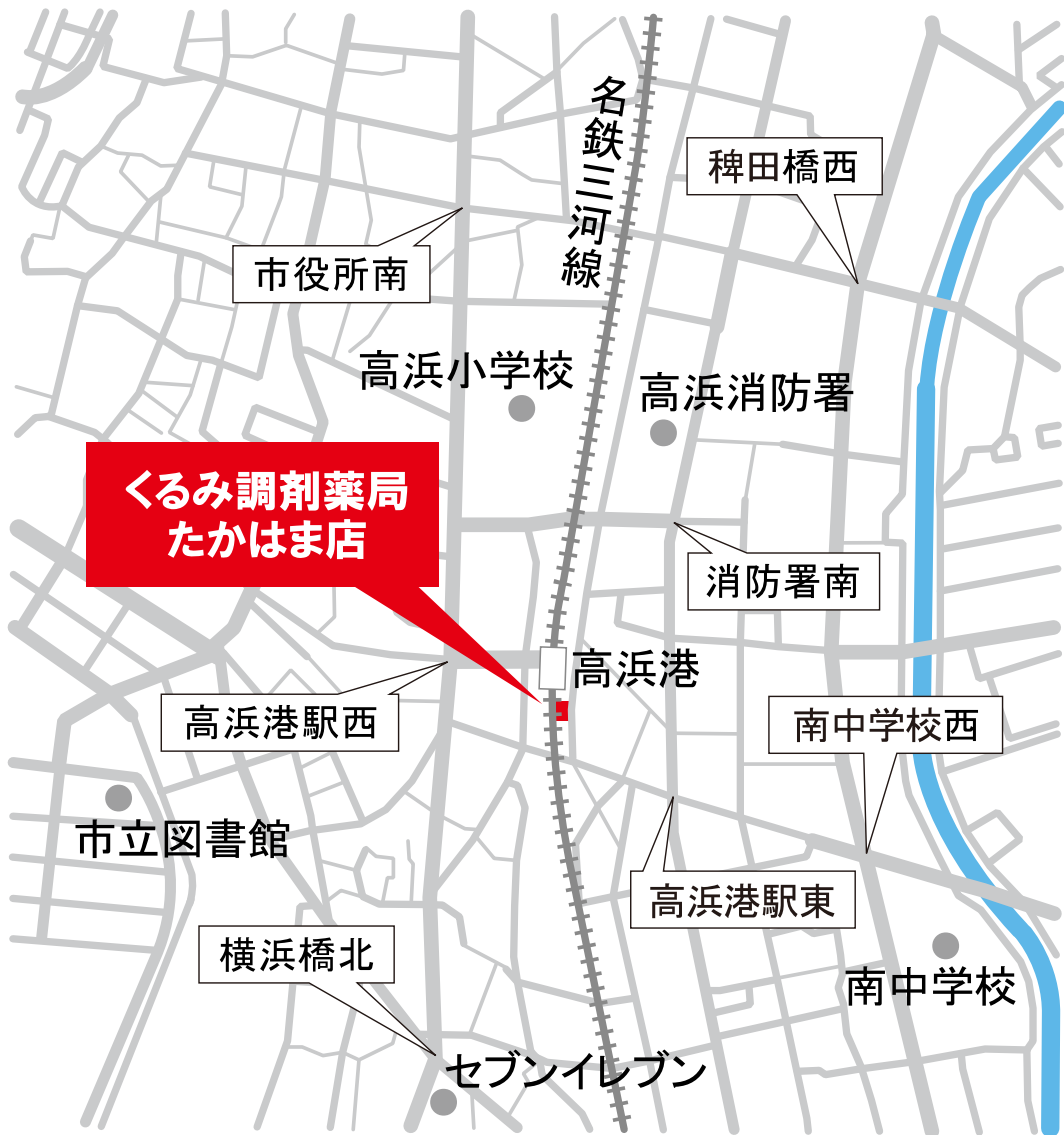 名鉄三河線
稗田橋西
市役所南
高浜小学校
高浜消防署
くるみ調剤薬局
たかはま店
消防署南
高浜港
高浜港駅西
南中学校西
市立図書館
高浜港駅東
横浜橋北
南中学校
セブンイレブン